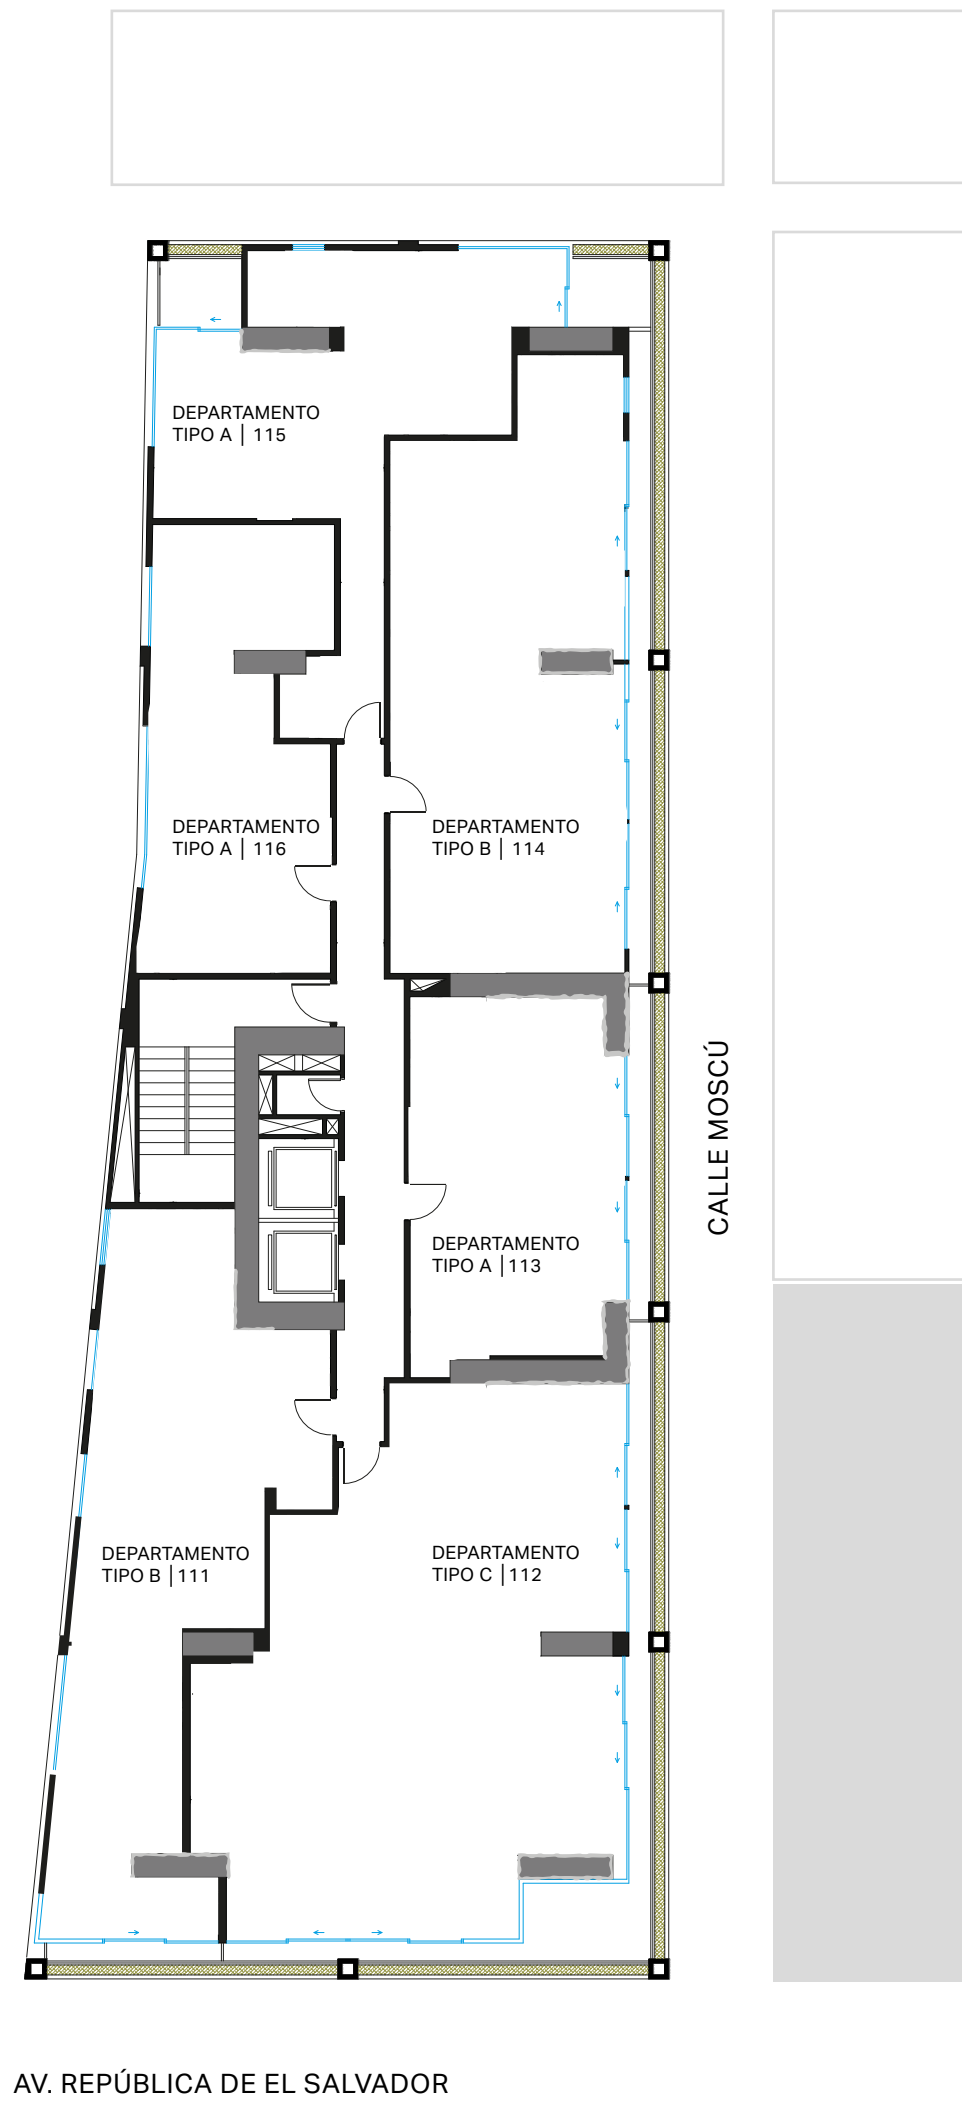 DEPARTAMENTO
TIPO A | 115
DEPARTAMENTO
TIPO A | 116
DEPARTAMENTO
TIPO B | 114
CALLE MOSCÚ
DEPARTAMENTO
TIPO A | 113
DEPARTAMENTO
TIPO B | 111
DEPARTAMENTO
TIPO C | 112
AV. REPÚBLICA DE EL SALVADOR